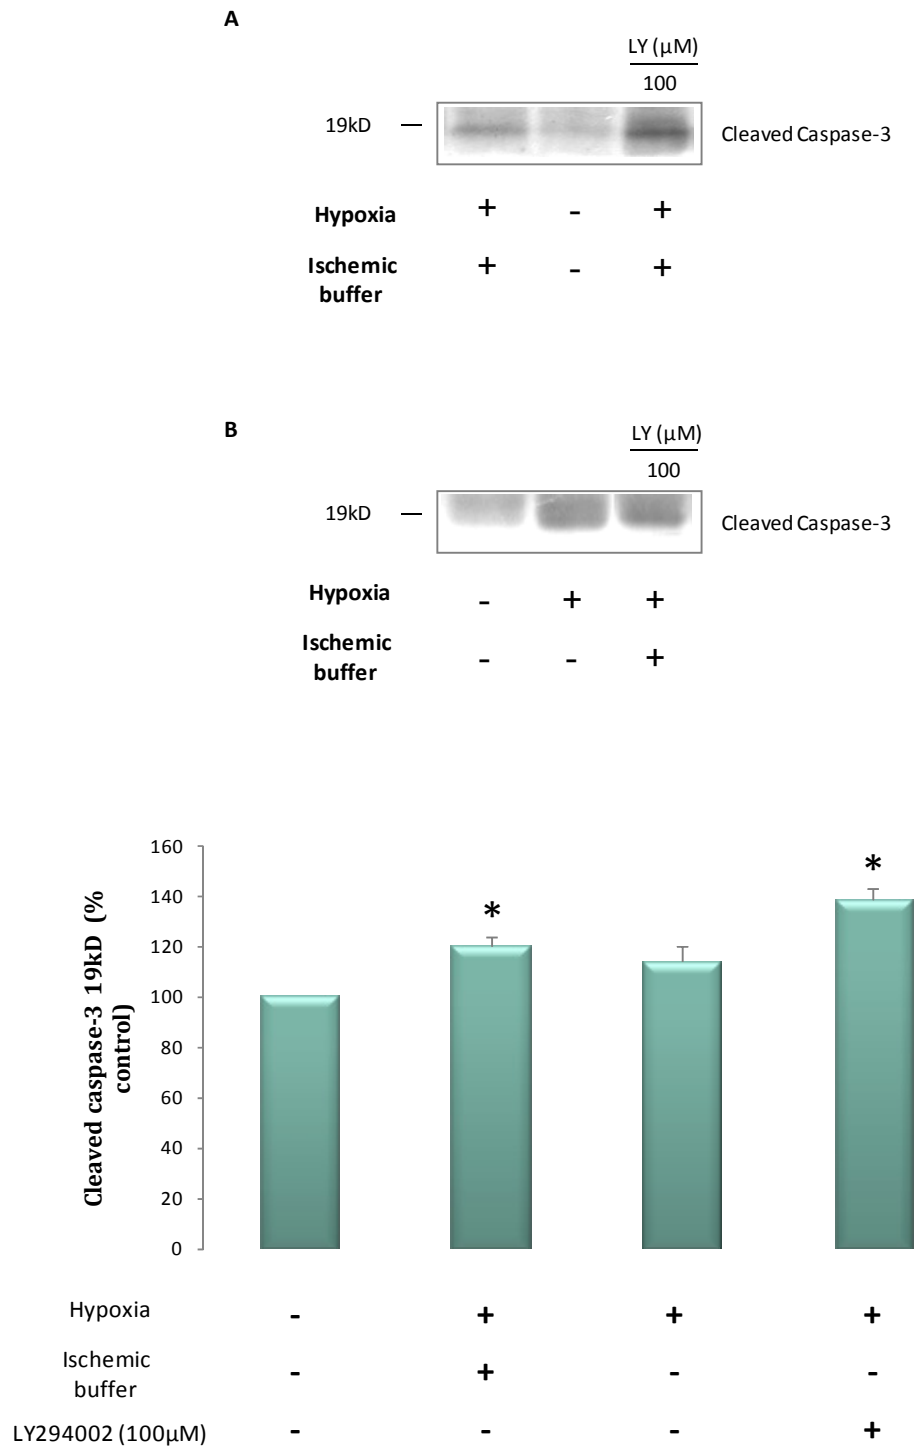 A
LY (μM)
100
19kD
Cleaved Caspase-3
Hypoxia + - +
Ischemic
buffer + - +
B
LY (μM)
100
19kD
Cleaved Caspase-3
Hypoxia - + +
Ischemic
buffer - - +
Cleaved caspase-3 19kD (%
control)
160
140
120
100
80
60
40
20
0
*
*
Hypoxia - + + +
Ischemic
buffer - + - -
LY294002 (100μM) - - - +